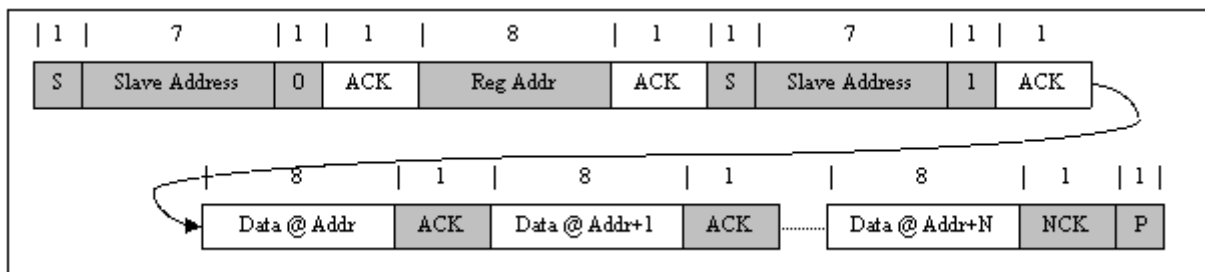 | 1 | 7 | 1 | 1 | 8 | 1 | 1 | 7 | 1 | 1
S Slave Address 0 ACK Reg Addr ACK S Slave Address 1 ACK
| 8 | 1 | 8 | 1 | 8 | 1 | 1 |
Data @ Addr ACK Data @ Addr+1 ACK .......... Data @ Addr+N NCK P